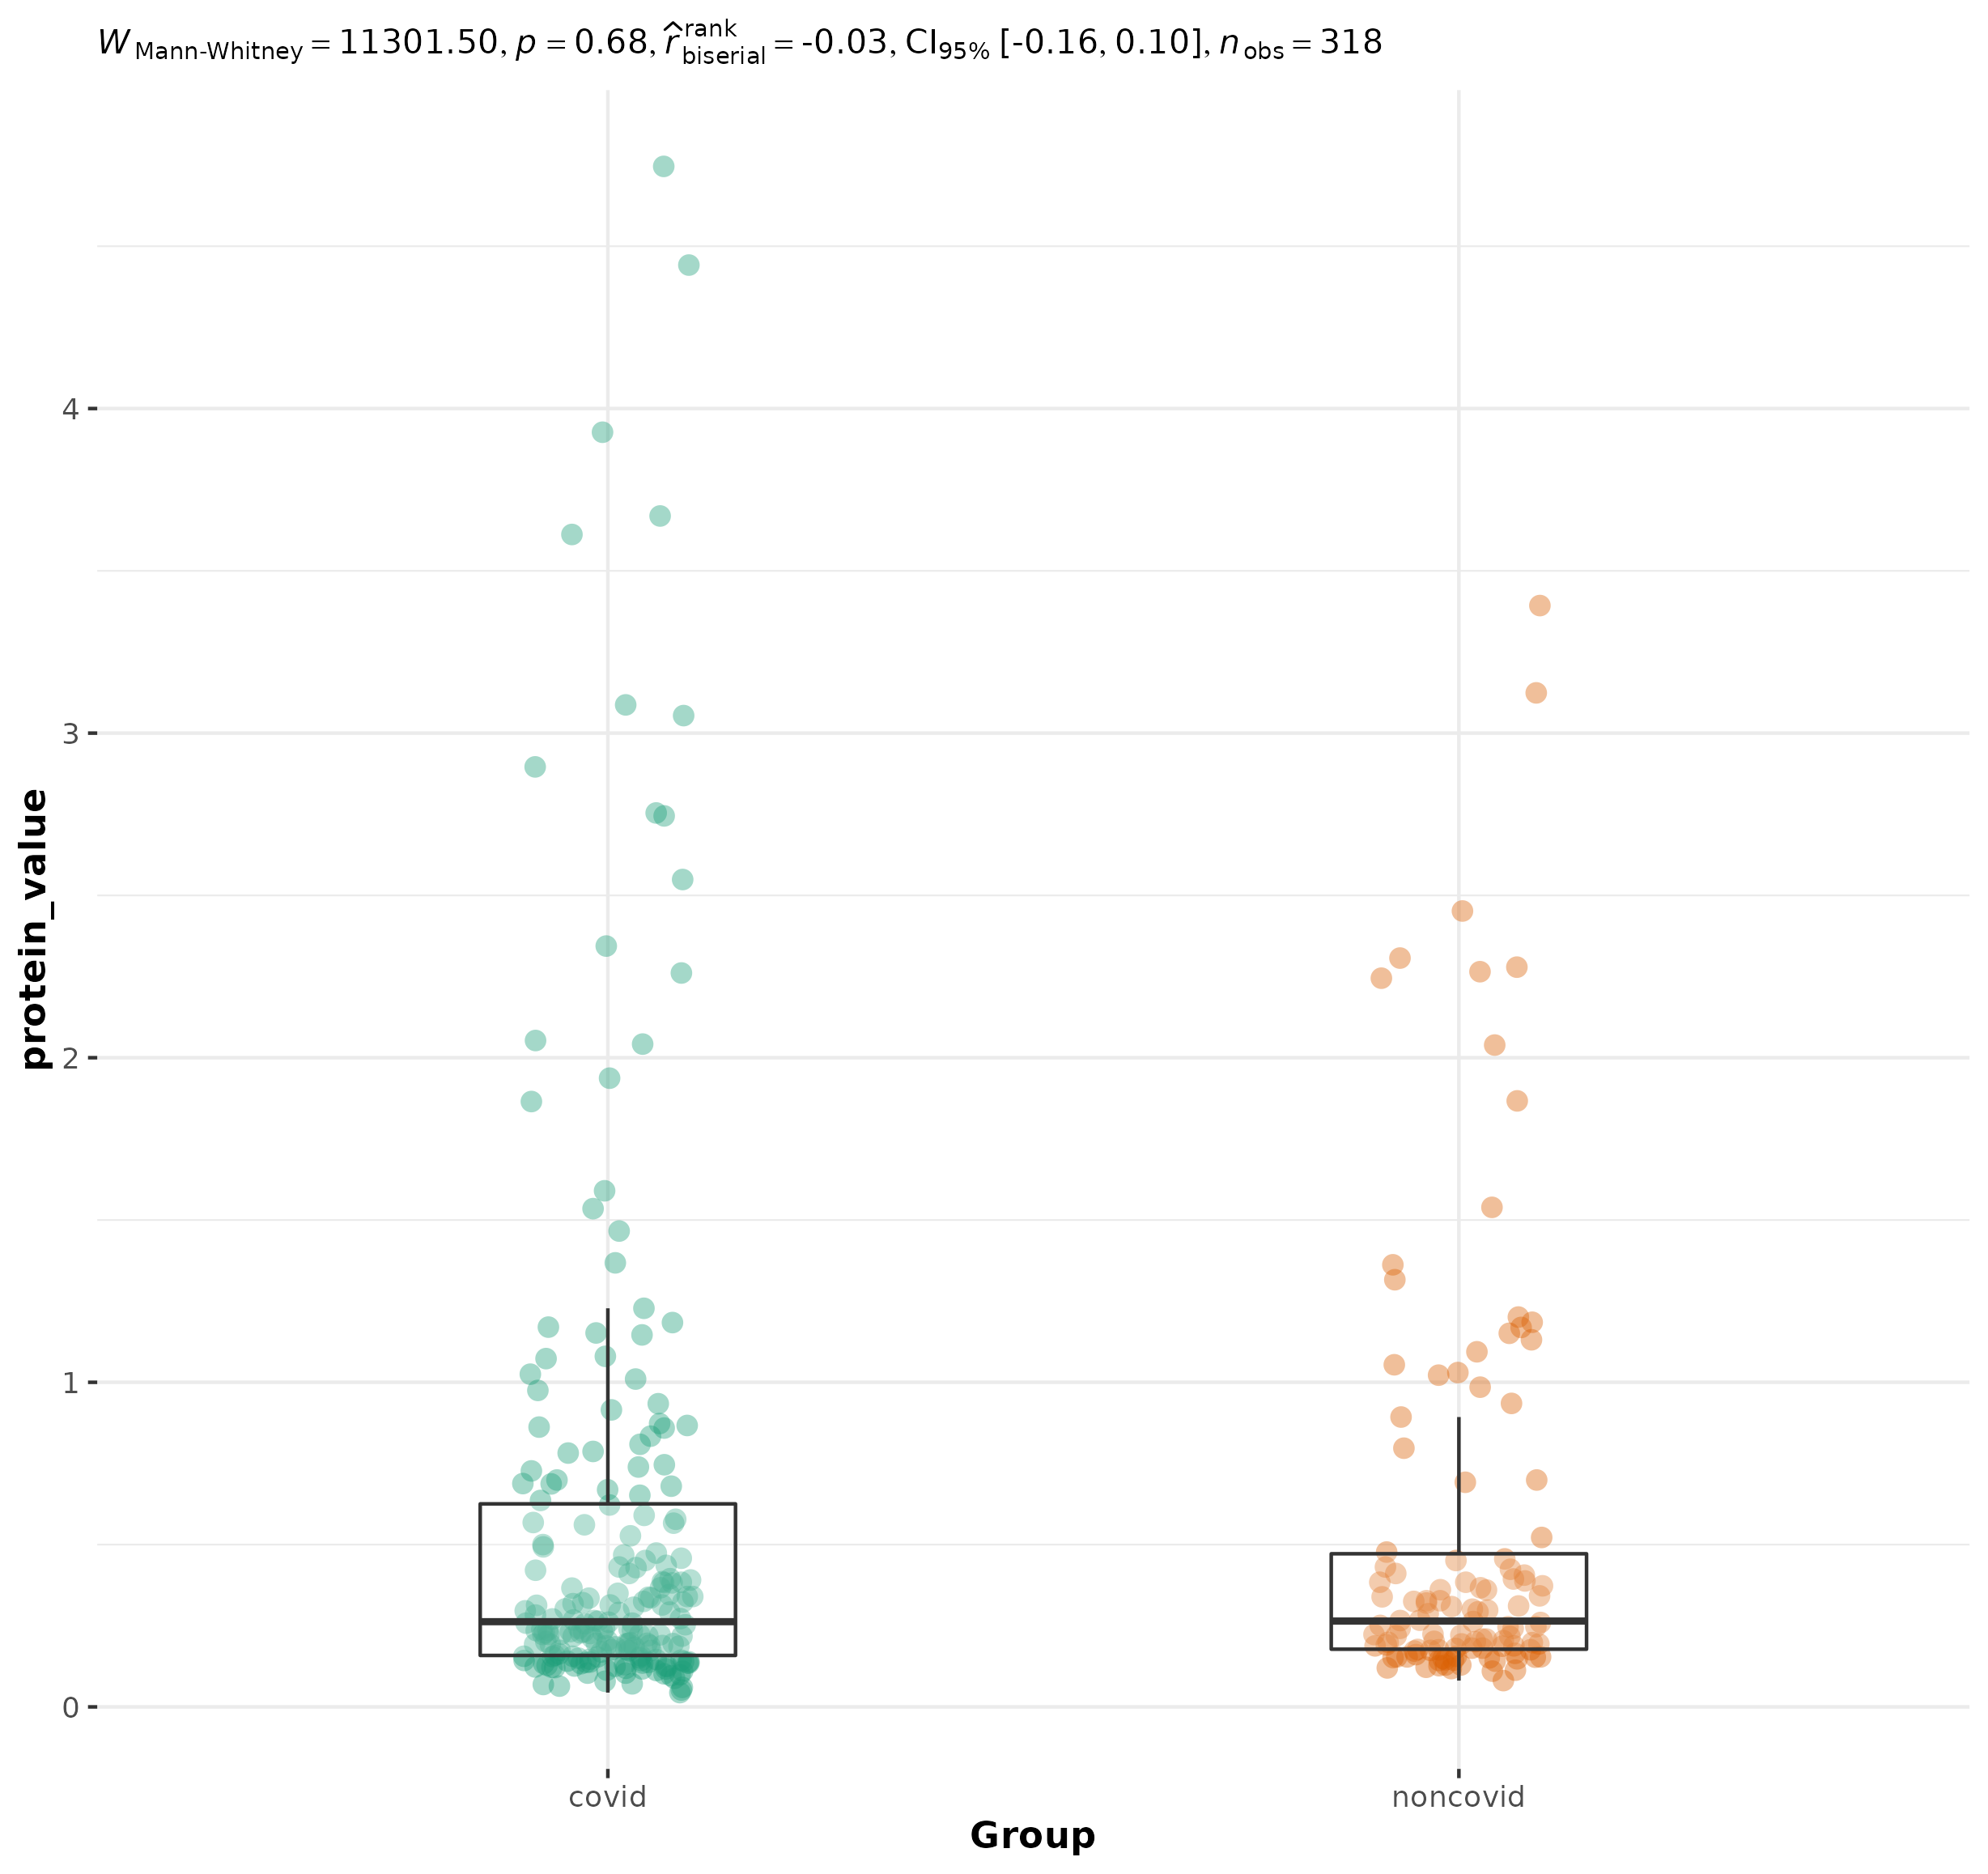 W Mann-Whitney = 11301.50, p = 0.68, r̂ rank biserial = -0.03, CI95% [-0.16, 0.10], n obs = 318
protein_value
4
3
2
1
0
covid noncovid
Group